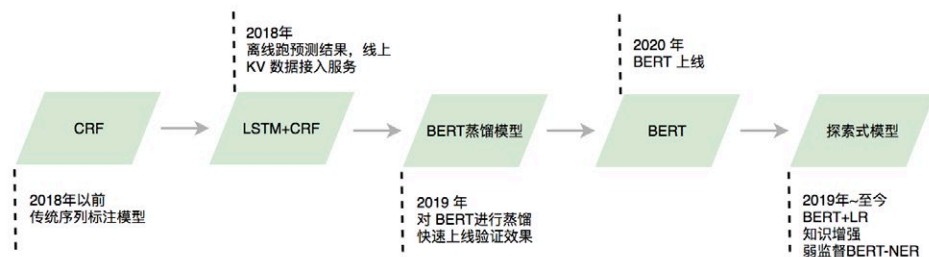 2018年
离线跑预测结果，线上
KV 数据接入服务
2020 年
BERT 上线
CRF
LSTM+CRF
BERT蒸馏模型
BERT
探索式模型
2018年以前
传统序列标注模型
2019 年
对 BERT进行蒸馏
快速上线验证效果
2019年~至今
BERT+LR
知识增强
弱监督BERT-NER